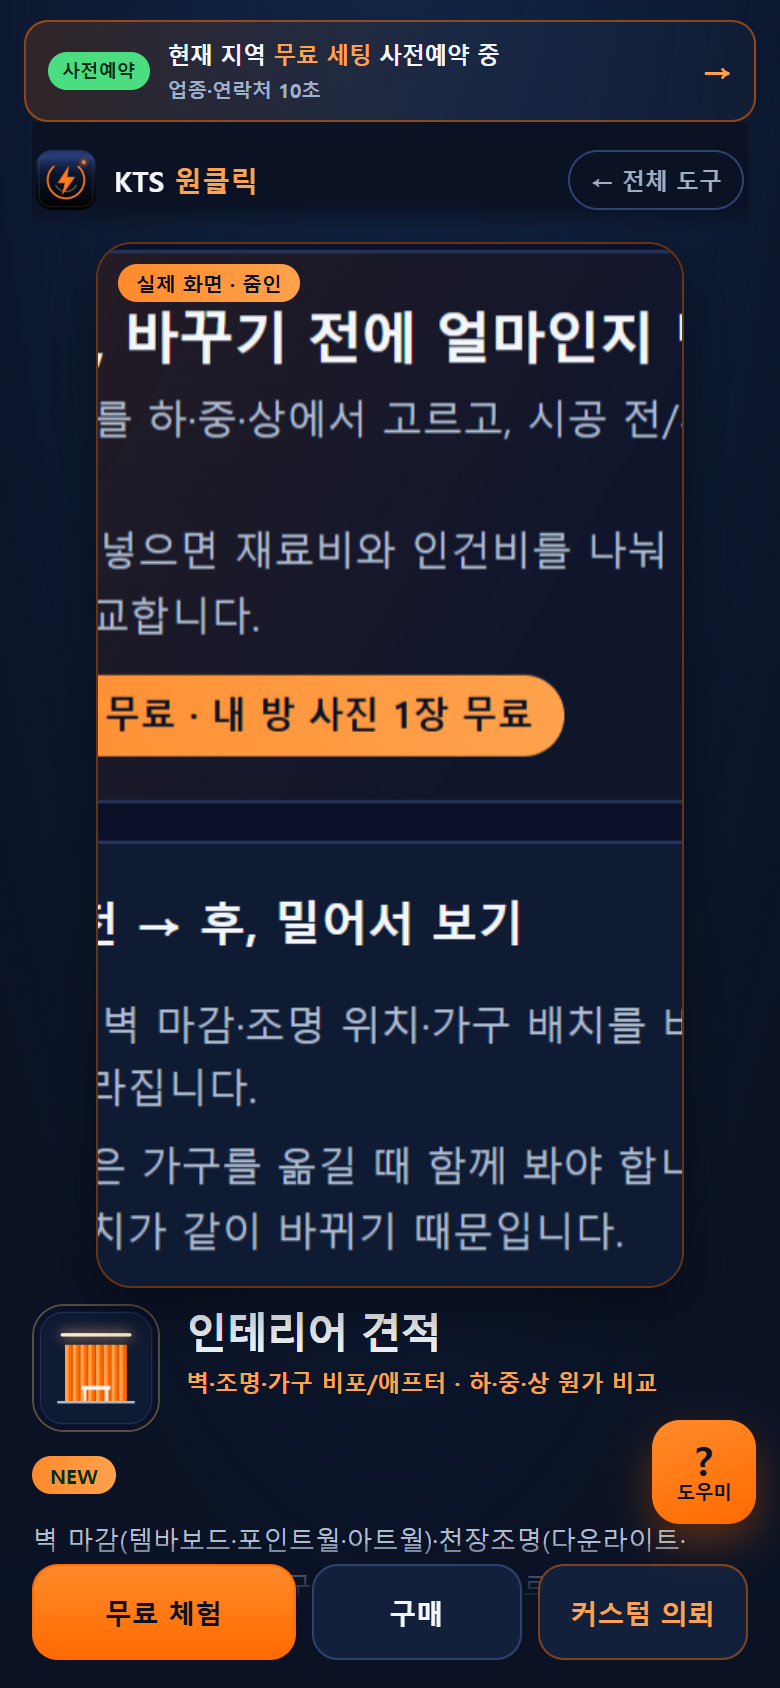 사전예약
현재 지역 무료 세팅 사전예약 중
업종·연락처 10초
→
KTS 원클릭
← 전체 도구
실제 화면 · 줌인
, 바꾸기 전에 얼마인지
를 하·중·상에서 고르고, 시공 전/
넣으면 재료비와 인건비를 나눠
교합니다.
무료 · 내 방 사진 1장 무료
전 → 후, 밀어서 보기
벽 마감·조명 위치·가구 배치를
라집니다.
은 가구를 옮길 때 함께 봐야 합니
치가 같이 바뀌기 때문입니다.
인테리어 견적
벽·조명·가구 비포/애프터 · 하·중·상 원가 비교
NEW
?
도우미
벽 마감(템바보드·포인트월·아트월)·천장조명(다운라이트·
무료 체험
구매
커스텀 의뢰